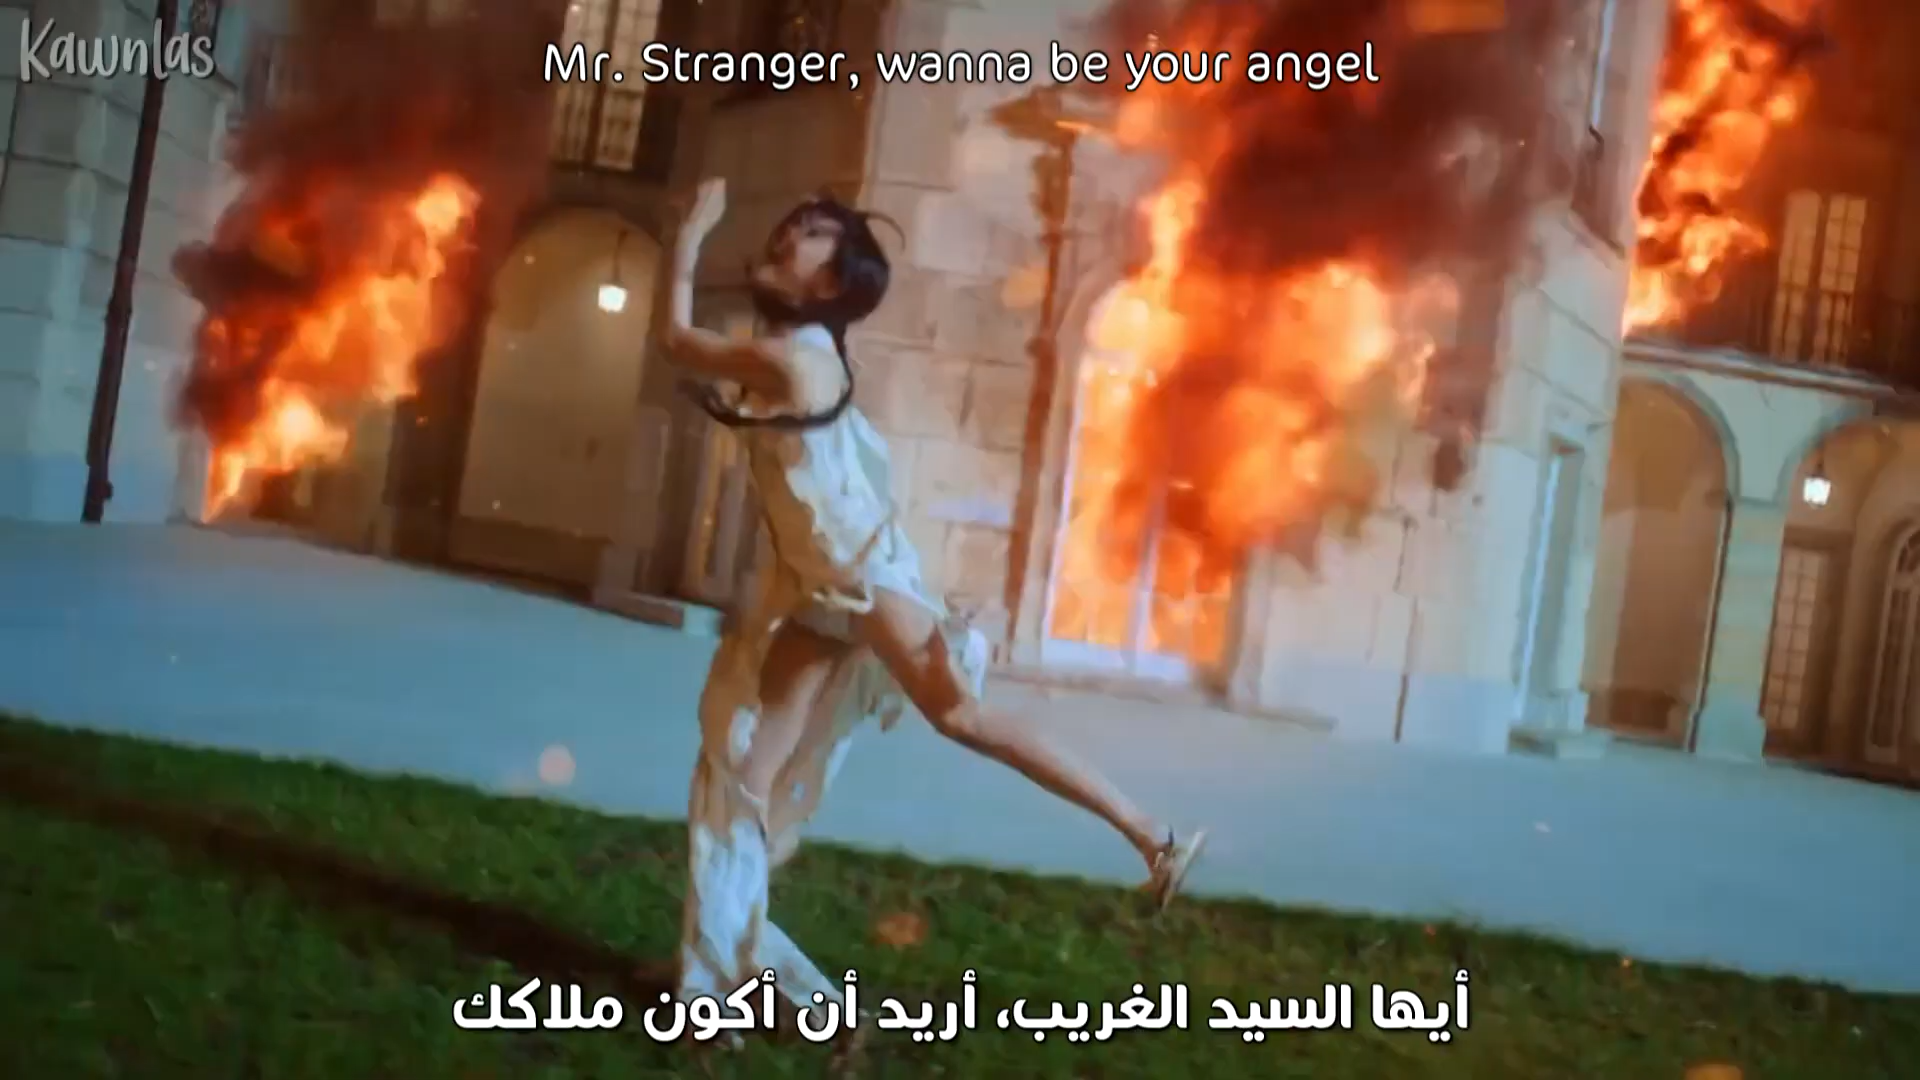 Kawnlas
Mr. Stranger, wanna be your angel
أيها السيد الغريب، أريد أن أكون ملاكك